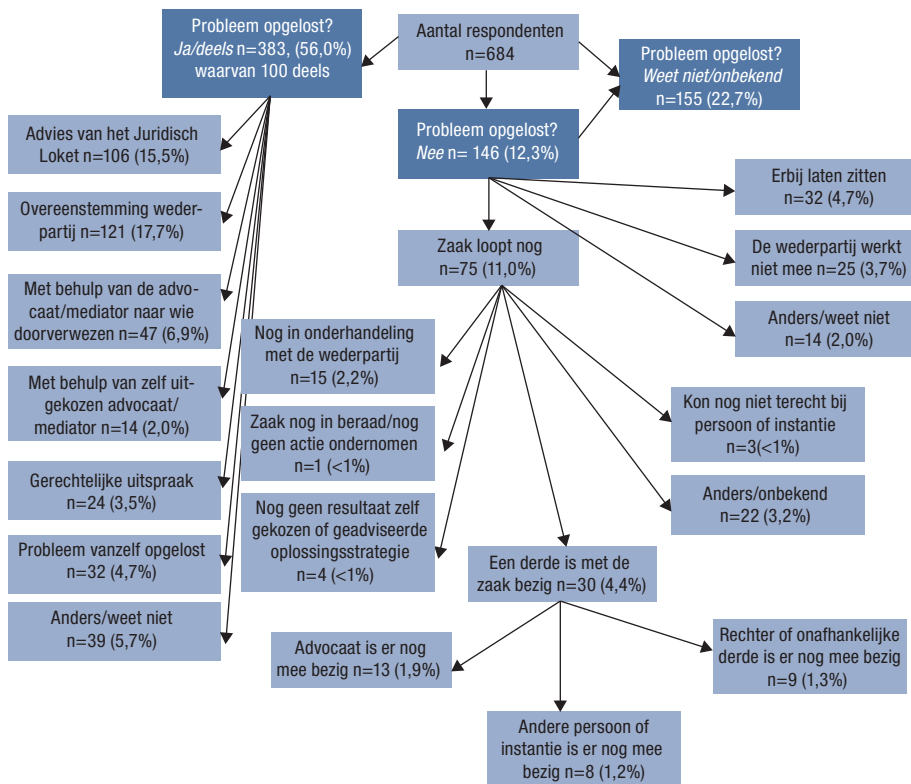 Probleem opgelost?
Ja/deels n=383, (56,0%)
waarvan 100 deels
Aantal respondenten
n=684
Probleem opgelost?
Weet niet/onbekend
n=155 (22,7%)
Probleem opgelost?
Nee n= 146 (12,3%)
Advies van het Juridisch
Loket n=106 (15,5%)
Overeenstemming weder-
partij n=121 (17,7%)
Met behulp van de advo-
caat/mediator naar wie
doorverwezen n=47 (6,9%)
Met behulp van zelf uit-
gekozen advocaat/
mediator n=14 (2,0%)
Gerechtelijke uitspraak
n=24 (3,5%)
Probleem vanzelf opgelost
n=32 (4,7%)
Anders/weet niet
n=39 (5,7%)
Erbij laten zitten
n=32 (4,7%)
De wederpartij werkt
niet mee n=25 (3,7%)
Anders/weet niet
n=14 (2,0%)
Zaak loopt nog
n=75 (11,0%)
Nog in onderhandeling
met de wederpartij
n=15 (2,2%)
Zaak nog in beraad/nog
geen actie ondernomen
n=1 (<1%)
Nog geen resultaat zelf
gekozen of geadviseerde
oplossingsstrategie
n=4 (<1%)
Kon nog niet terecht bij
persoon of instantie
n=3(<1%)
Anders/onbekend
n=22 (3,2%)
Een derde is met de
zaak bezig n=30 (4,4%)
Advocaat is er nog
mee bezig n=13 (1,9%)
Andere persoon of
instantie is er nog mee
bezig n=8 (1,2%)
Rechter of onafhankelijke
derde is er nog mee bezig
n=9 (1,3%)